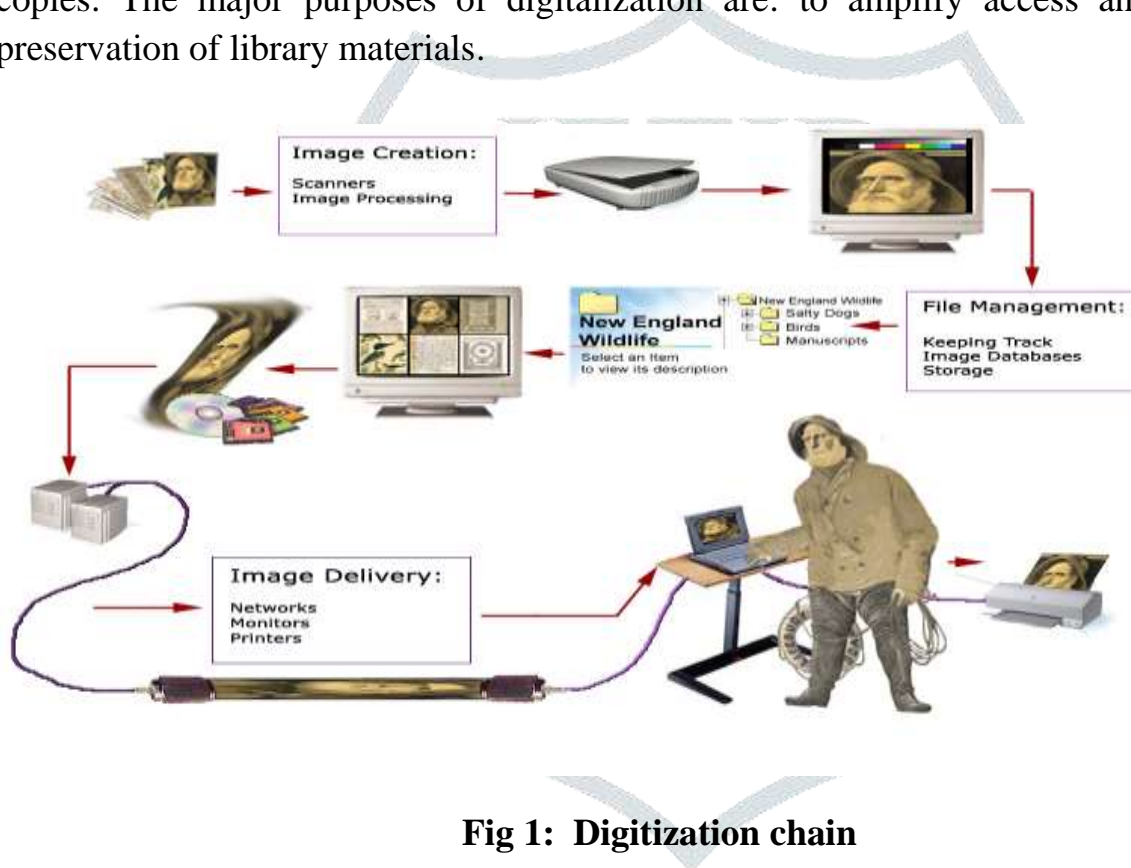 copies. The major purposes of digitalization are: to amplify access an
preservation of library materials.
Image Creation:
Scanners
Image Processing
File Management:
Keeping Track
Image Databases
Storage
New England
Wildlife
Select an Item
to view its description
New England Wildlife
Salty Dogs
Birds
Manuscripts
Image Delivery:
Networks
Monitors
Printers
Fig 1: Digitization chain